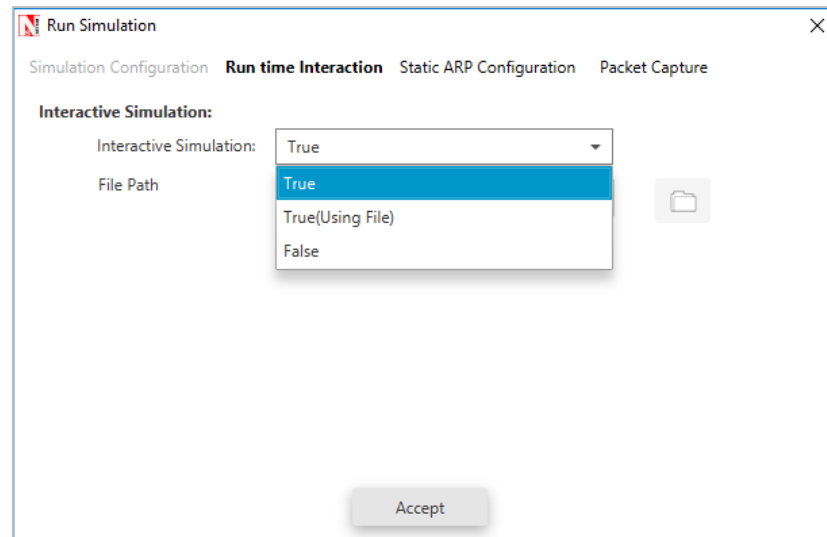 Run Simulation
Simulation Configuration Run time Interaction Static ARP Configuration Packet Capture
Interactive Simulation:
Interactive Simulation: True
File Path
True
True(Using File)
False
Accept